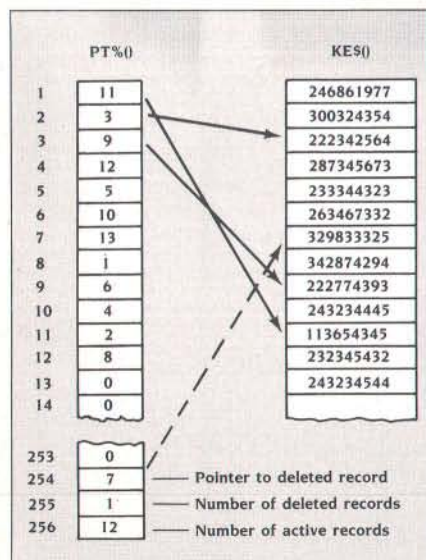 PT%() KE$()
1 11 246861977
2 3 300324354
3 9 222342564
4 12 287345673
5 5 233344323
6 10 263467332
7 13 329833325
8 1 342874294
9 6 222774393
10 4 243234445
11 2 113654345
12 8 232345432
13 0 243234544
14 0
253 0
254 7 Pointer to deleted record
255 1 Number of deleted records
256 12 Number of active records